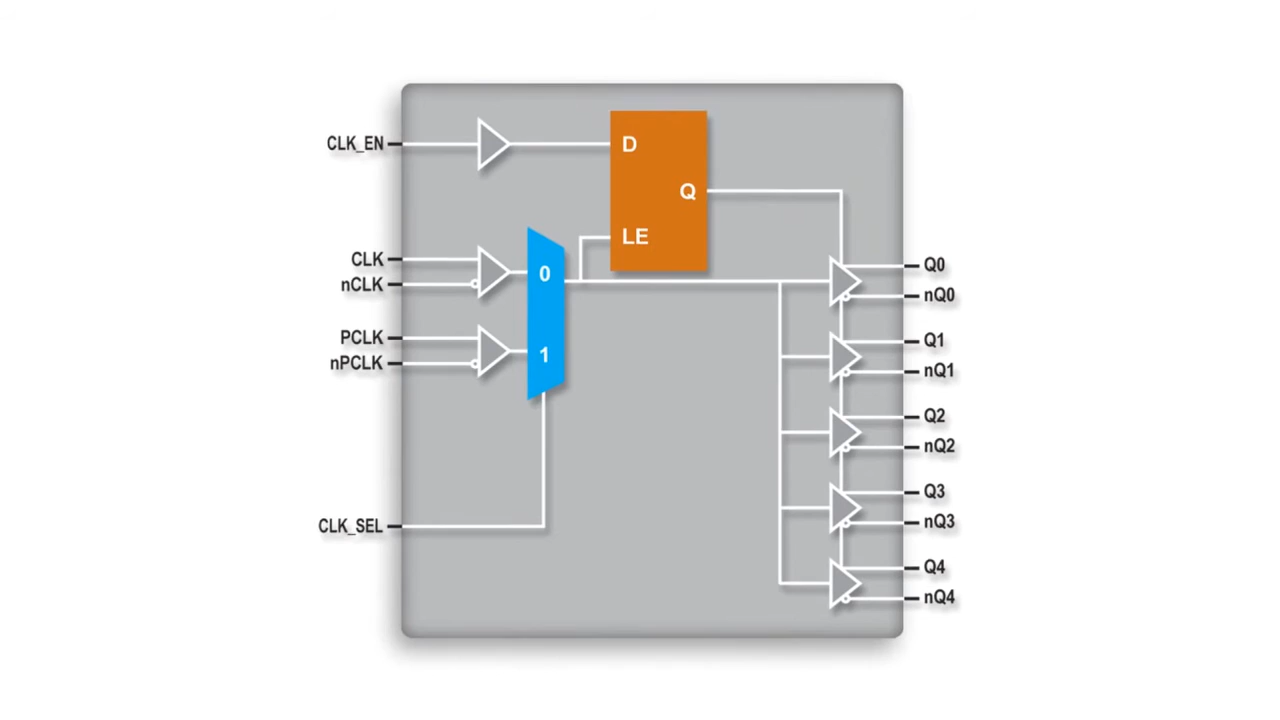 CLK_EN
D
Q
LE
CLK
nCLK
0
PCLK
nPCLK
1
CLK_SEL
Q0
nQ0
Q1
nQ1
Q2
nQ2
Q3
nQ3
Q4
nQ4